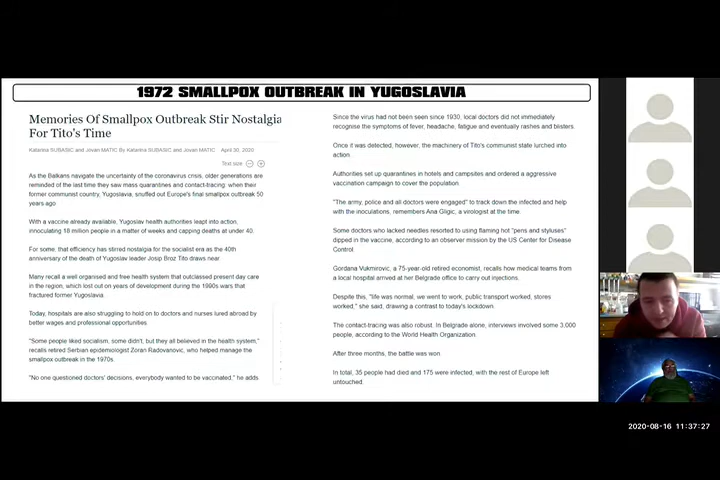 1972 SMALLPOX OUTBREAK IN YUGOSLAVIA
Memories Of Smallpox Outbreak Stir Nostalgia
For Tito's Time
Katarina SUBASIC and Jovan MATIC By Katarina SUBASIC and Jovan MATIC April 30, 2020
Text size
As the Balkans navigate the uncertainty of the coronavirus crisis, older generations are
reminded of the last time they saw mass quarantines and contact-tracing: when their
former communist country, Yugoslavia, snuffed out Europe's final smallpox outbreak 50
years ago
With a vaccine already available, Yugoslav health authorities leapt into action,
innoculating 18 million people in a matter of weeks and capping deaths at under 40.
For some, that efficiency has stirred nostalgia for the socialist era as the 40th
anniversary of the death of Yugoslav leader Josip Broz Tito draws near
Many recall a well organised and free health system that outclassed present day care
in the region, which lost out on years of development during the 1990s wars that
fractured former Yugoslavia
Today, hospitals are also struggling to hold on to doctors and nurses lured abroad by
better wages and professional opportunities
"Some people liked socialism, some didn't, but they all believed in the health system,"
recalls retired Serbian epidemiologist Zoran Radovanovic, who helped manage the
smallpox outbreak in the 1970s.
"No one questioned doctors' decisions, everybody wanted to be vaccinated," he adds
Since the virus had not been seen since 1930, local doctors did not immediately
recognise the symptoms of fever, headache, fatigue and eventually rashes and blisters.
Once it was detected, however, the machinery of Tito's communist state lurched into
action.
Authorities set up quarantines in hotels and campsites and ordered a aggressive
vaccination campaign to cover the population.
"The army, police and all doctors were engaged" to track down the infected and help
with the inoculations, remembers Ana Gligic, a virologist at the time.
Some doctors who lacked needles resorted to using flaming hot "pens and styluses"
dipped in the vaccine, according to an observer mission by the US Center for Disease
Control.
Gordana Vukmirovic, a 75-year-old retired economist, recalls how medical teams from
a local hospital arrived at her Belgrade office to carry out injections.
Despite this, "life was normal; we went to work, public transport worked, stores
worked," she said, drawing a contrast to today's lockdown.
The contact-tracing was also robust. In Belgrade alone, interviews involved some 3,000
people, according to the World Health Organization.
After three months, the battle was won.
In total, 35 people had died and 175 were infected, with the rest of Europe left
untouched.
2020-08-16 11:37:27